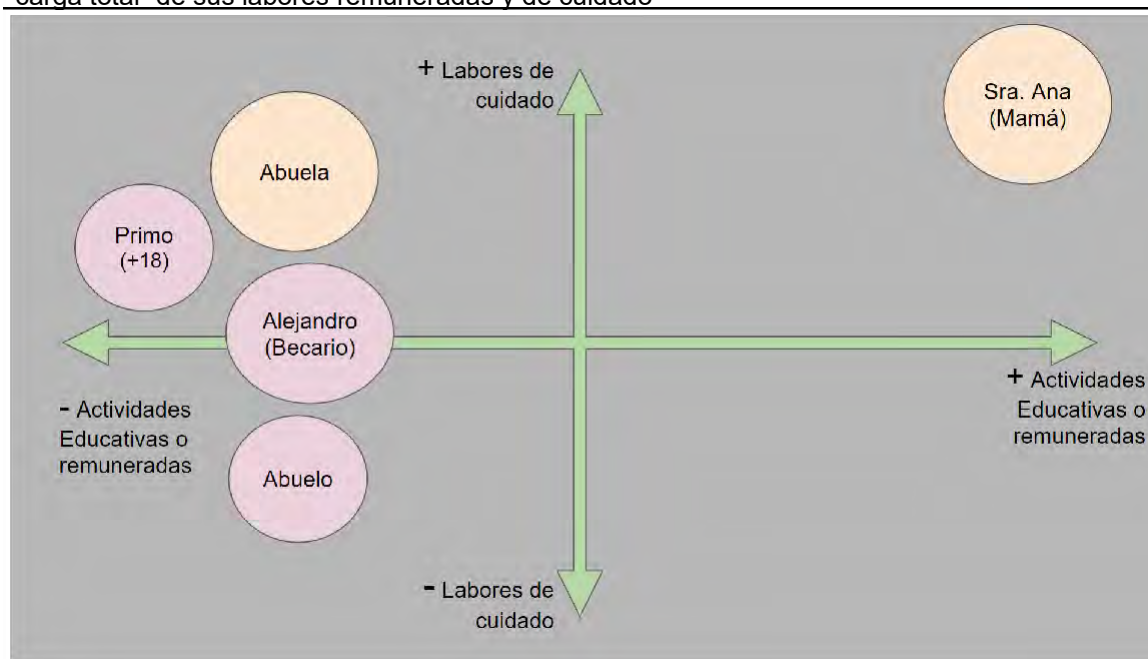 carga total de sus labores remuneradas y de cuidado
+ Labores de
cuidado
Sra. Ana
(Mamá)
Abuela
Primo
(+18)
Alejandro
(Becario)
+ Actividades
Educativas o
remuneradas
- Actividades
Educativas o
remuneradas
Abuelo
- Labores de
cuidado